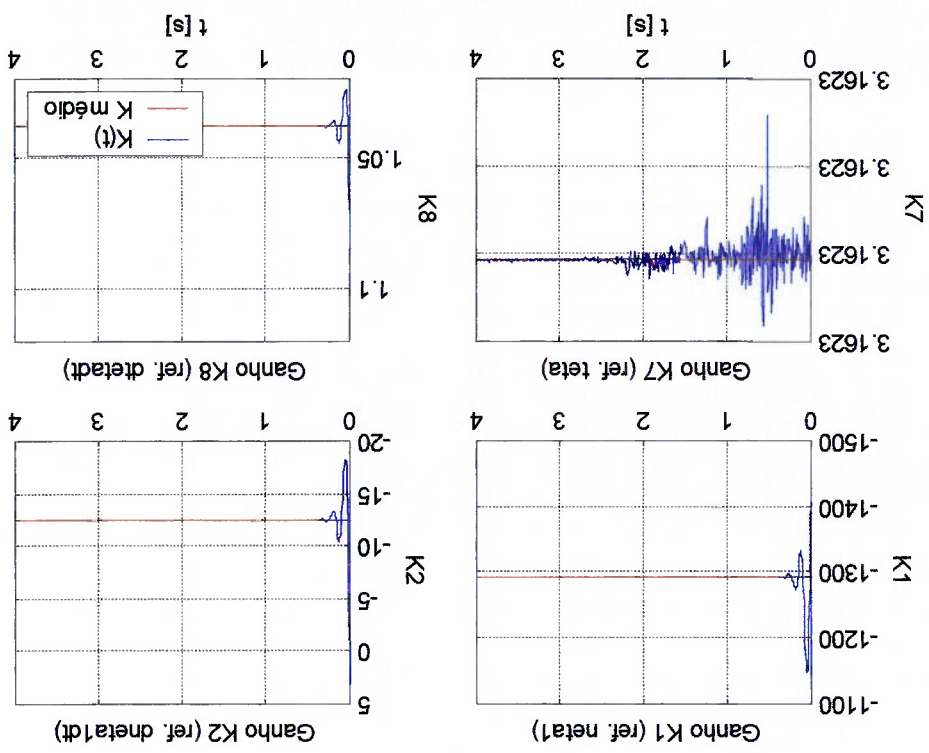 Ganho K1 (ref. neta1)
-1100
-1200
-1300
-1400
-1500
K1
0 1 2 3 4
Ganho K2 (ref. dneta1dt)
5
0
-5
-10
-15
-20
K2
0 1 2 3 4
Ganho K7 (ref. teta)
3.1623
3.1623
3.1623
3.1623
K7
0 1 2 3 4
t [s]
Ganho K8 (ref. dtetadt)
1.1
1.05
K8
K(t)
K médio
0 1 2 3 4
t [s]